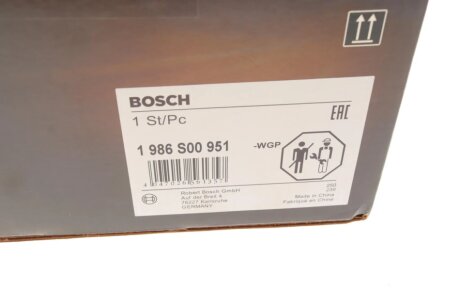 BOSCH
1 St/Pc
EAC
1 986 S00 951
-WGP
Robert Bosch GmbH
Auf der Breit 4
76227 Karlsruhe
GERMANY
Made in China
Fabriqué en Chine